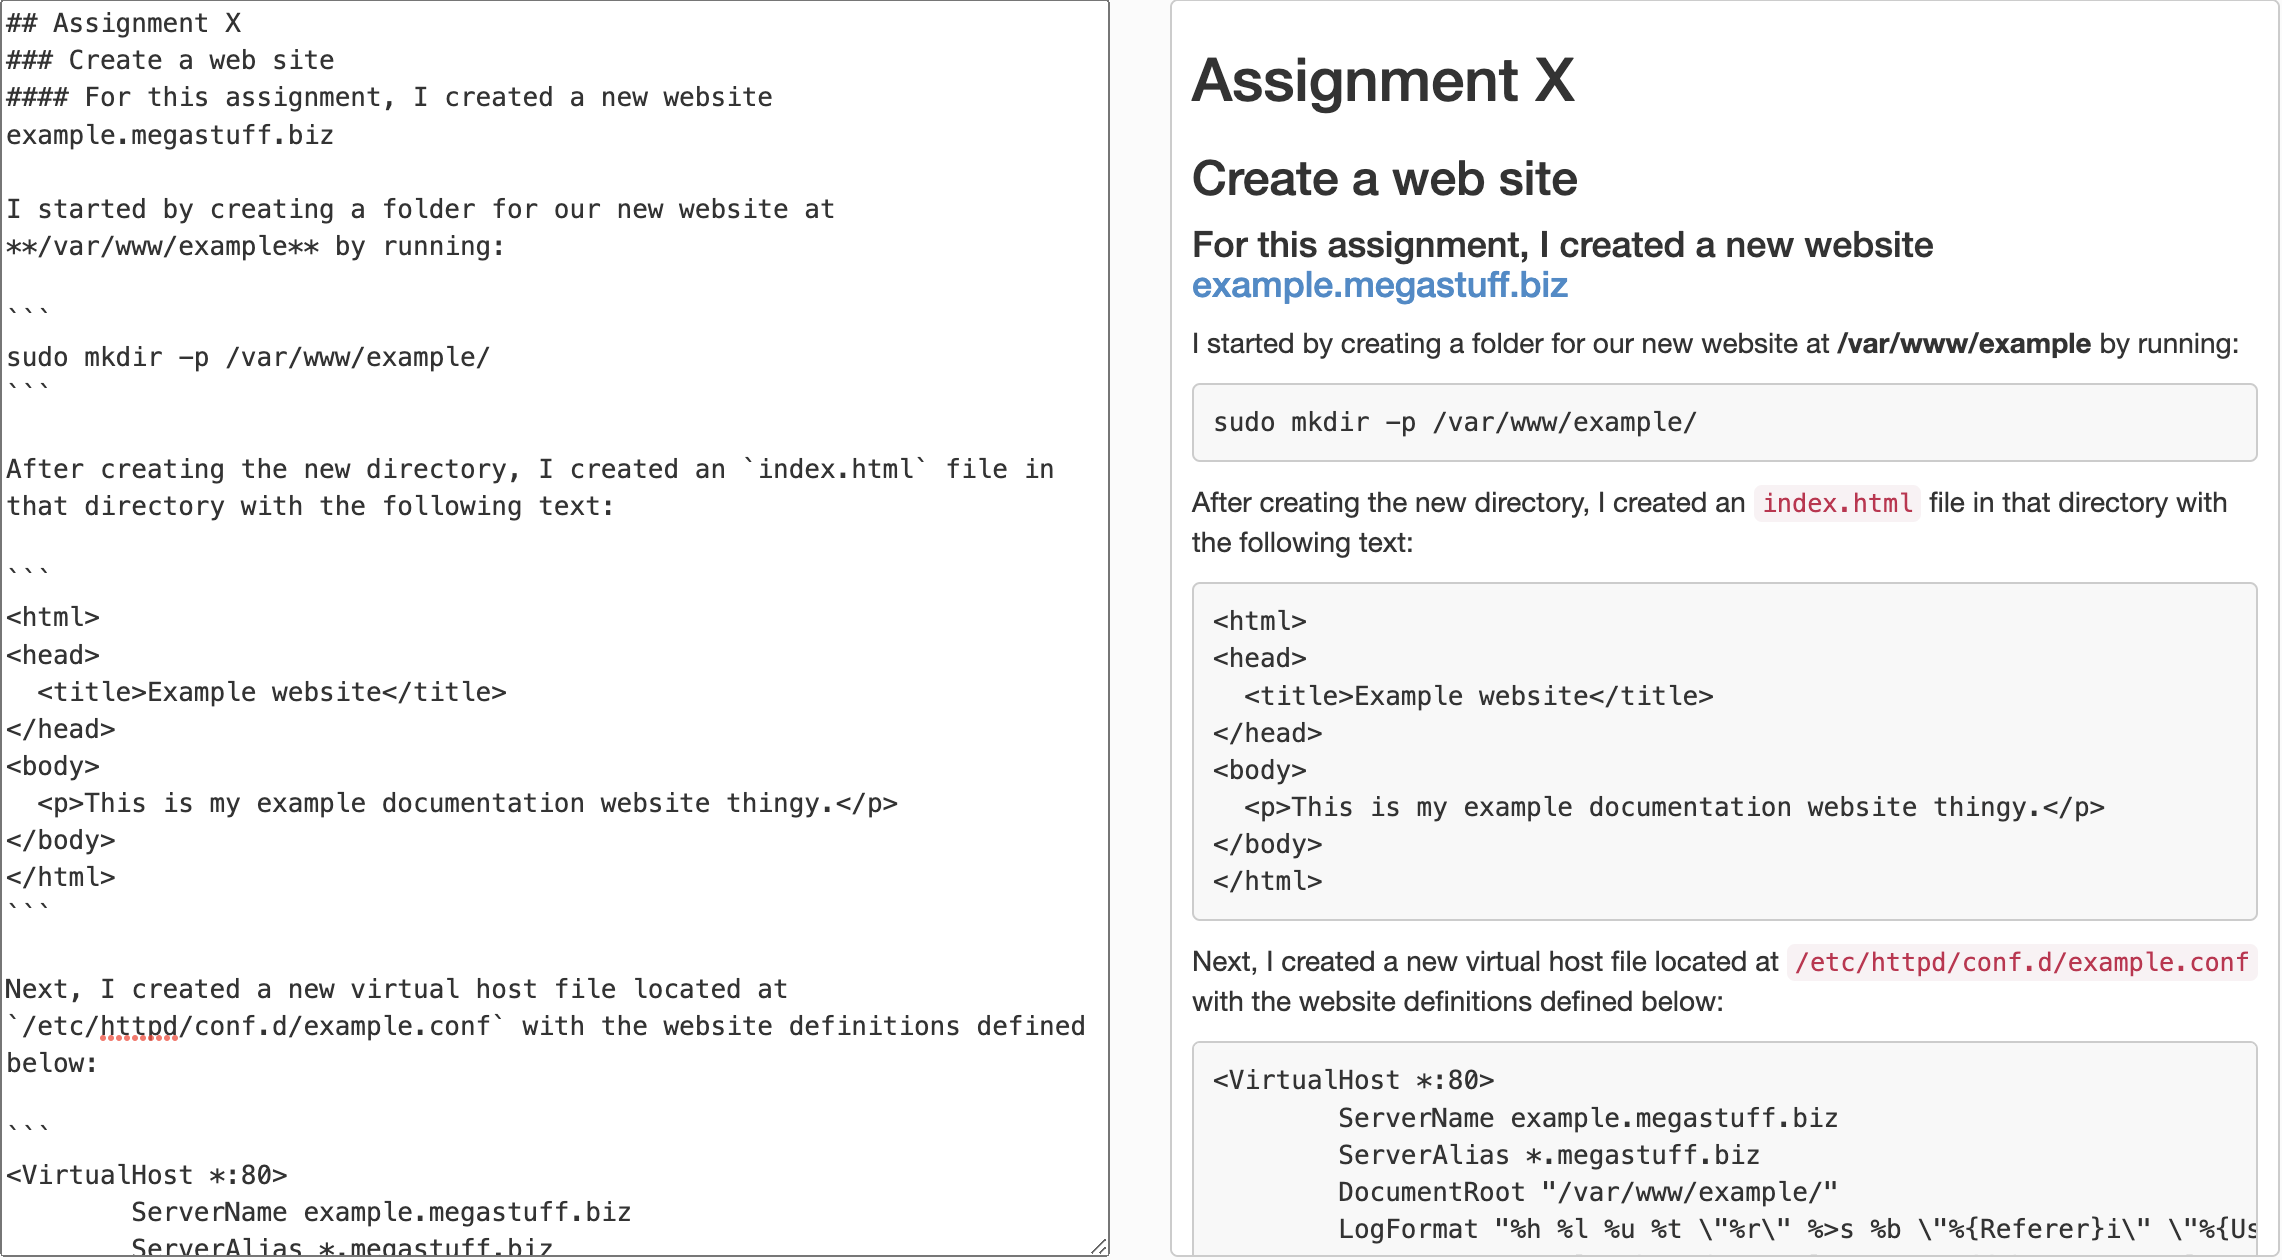 ## Assignment X
### Create a web site
#### For this assignment, I created a new website
example.megastuff.biz

I started by creating a folder for our new website at
**/var/www/example** by running:

```
sudo mkdir -p /var/www/example/
```

After creating the new directory, I created an `index.html` file in
that directory with the following text:

```
<html>
<head>
  <title>Example website</title>
</head>
<body>
  <p>This is my example documentation website thingy.</p>
</body>
</html>
```

Next, I created a new virtual host file located at
`/etc/httpd/conf.d/example.conf` with the website definitions defined
below:

```
<VirtualHost *:80>
        ServerName example.megastuff.biz
        ServerAlias *.megastuff.biz

Assignment X
Create a web site
For this assignment, I created a new website
example.megastuff.biz
I started by creating a folder for our new website at /var/www/example by running:
sudo mkdir -p /var/www/example/
After creating the new directory, I created an index.html file in that directory with
the following text:
<html>
<head>
  <title>Example website</title>
</head>
<body>
  <p>This is my example documentation website thingy.</p>
</body>
</html>
Next, I created a new virtual host file located at /etc/httpd/conf.d/example.conf
with the website definitions defined below:
<VirtualHost *:80>
        ServerName example.megastuff.biz
        ServerAlias *.megastuff.biz
        DocumentRoot "/var/www/example/"
        LogFormat "%h %l %u %t \"%r\" %>s %b \"%{Referer}i\" \"%{Us